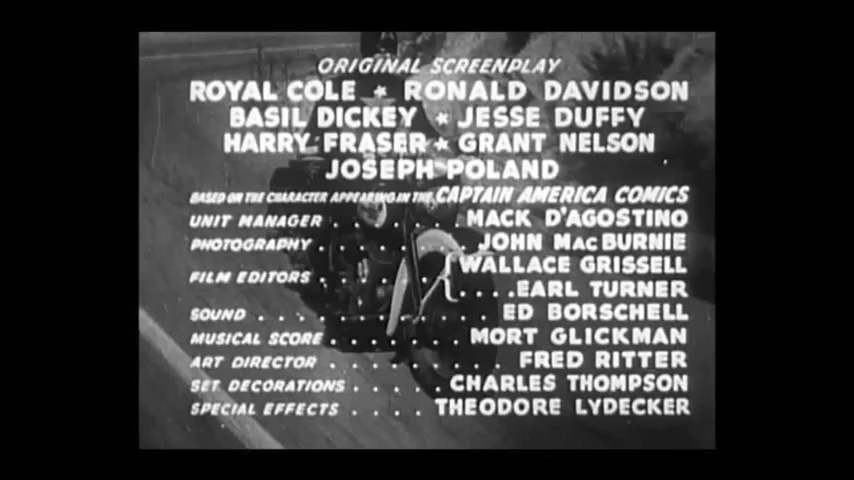 ORIGINAL SCREENPLAY
ROYAL COLE ★ RONALD DAVIDSON
BASIL DICKEY ★ JESSE DUFFY
HARRY FRASER ★ GRANT NELSON
JOSEPH POLAND
BASED ON THE CHARACTER APPEARING IN THE CAPTAIN AMERICA COMICS
UNIT MANAGER . . . . . . . MACK D'AGOSTINO
PHOTOGRAPHY . . . . . . . . JOHN MACBURNIE
FILM EDITORS . . . . . . { WALLACE GRISSELL
. . . . EARL TURNER
SOUND . . . . . . . . . . . . ED BORSCHELL
MUSICAL SCORE . . . . . . . MORT GLICKMAN
ART DIRECTOR . . . . . . . . . FRED RITTER
SET DECORATIONS . . . . . CHARLES THOMPSON
SPECIAL EFFECTS . . . . THEODORE LYDECKER